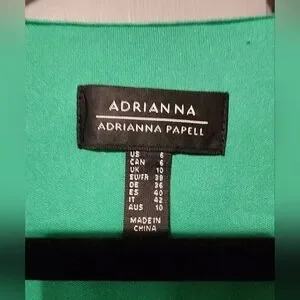 ADRIANNA
ADRIANNA PAPELL
US 6
CAN 6
UK 10
EU/FR 39
DE 36
ES 40
IT 42
AUS 10
MADE IN
CHINA